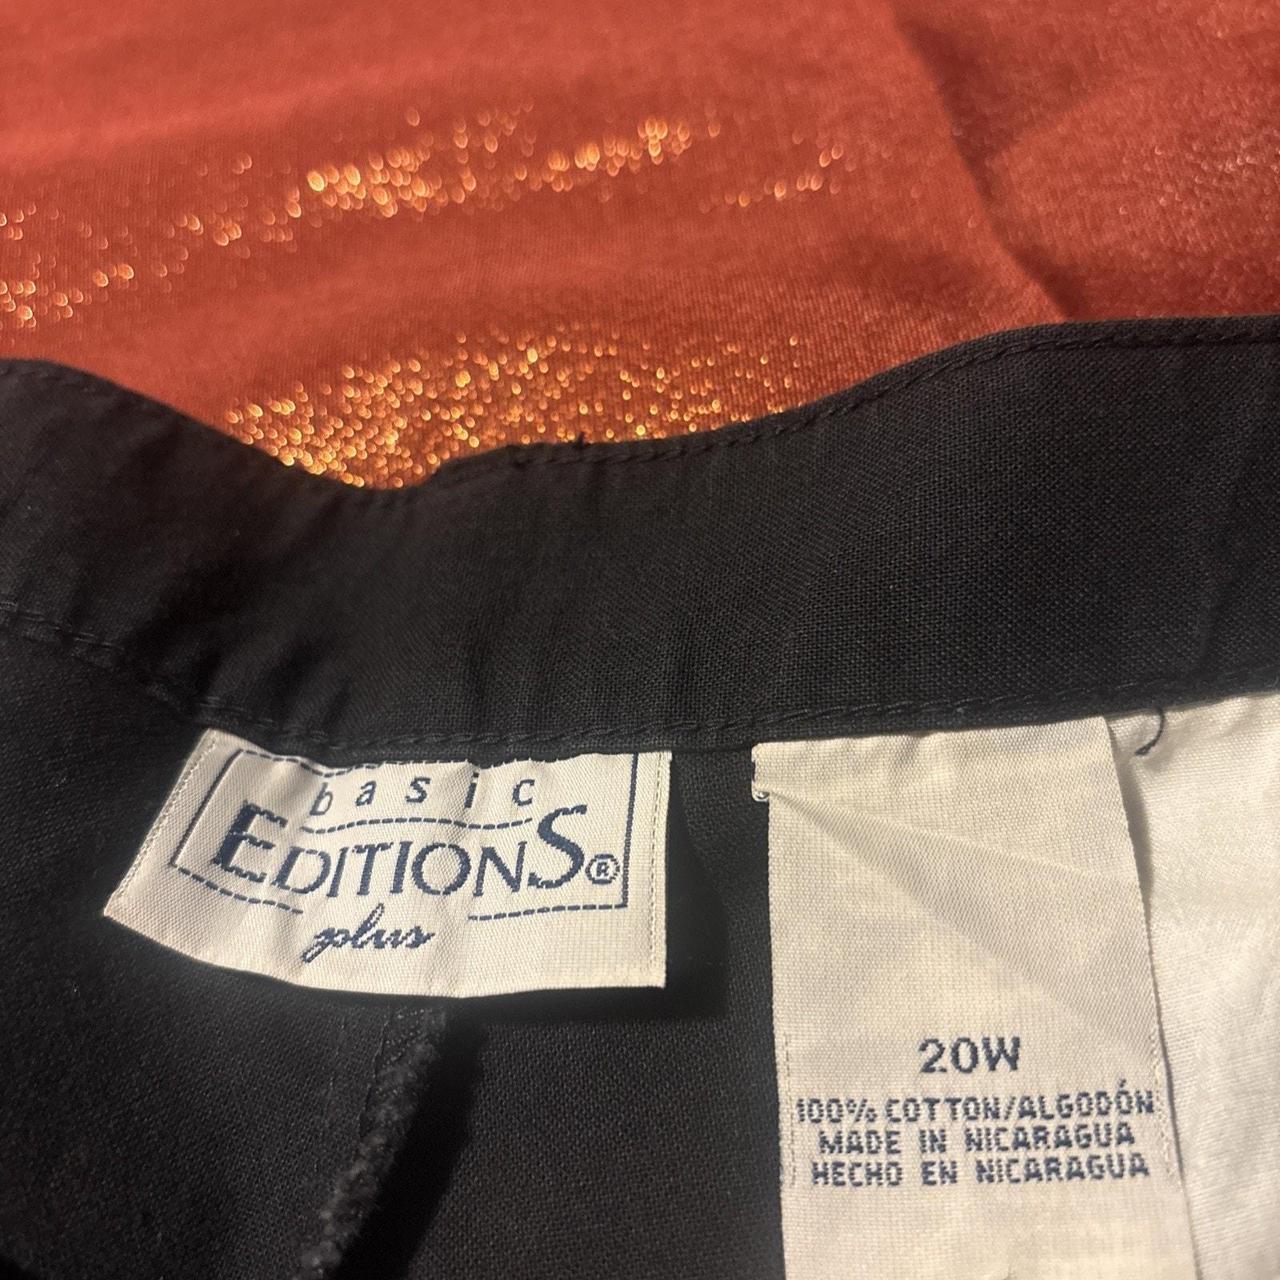 basic
EDITIONS®
plus
20W
100% COTTON/ALGODÓN
MADE IN NICARAGUA
HECHO EN NICARAGUA